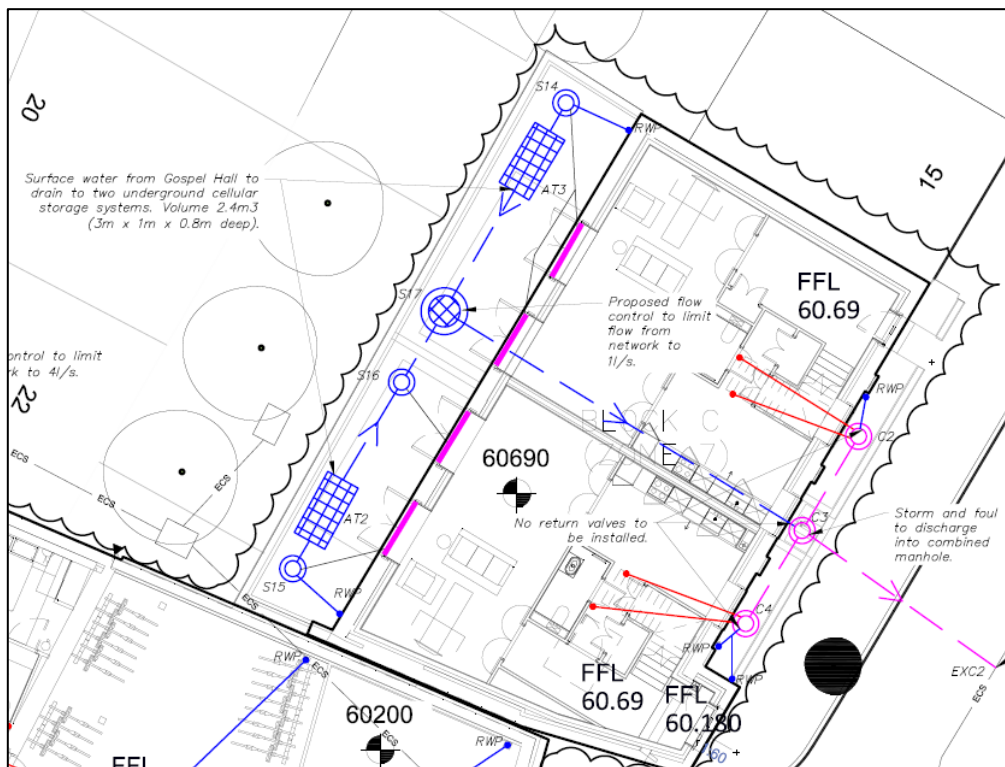 S14
RWP
20
15
Surface water from Gospel Hall to
drain to two underground cellular
storage systems. Volume 2.4m3
(3m x 1m x 0.8m deep).
AT3
S17
FFL
60.69
Proposed flow
control to limit
flow from
network to
1l/s.
ontrol to limit
rk to 4l/s.
S16
22
RWP
BLOCK C
C2
ECS
60690
ECS
AT2
No return valves to
be installed.
C3
Storm and foul
to discharge
into combined
manhole.
S15
ECS
RWP
C4
RWP
RWP
ECS
RWP
EXC2
FFL
60.69
FFL
60.180
60200
ECS
RWP
FFL